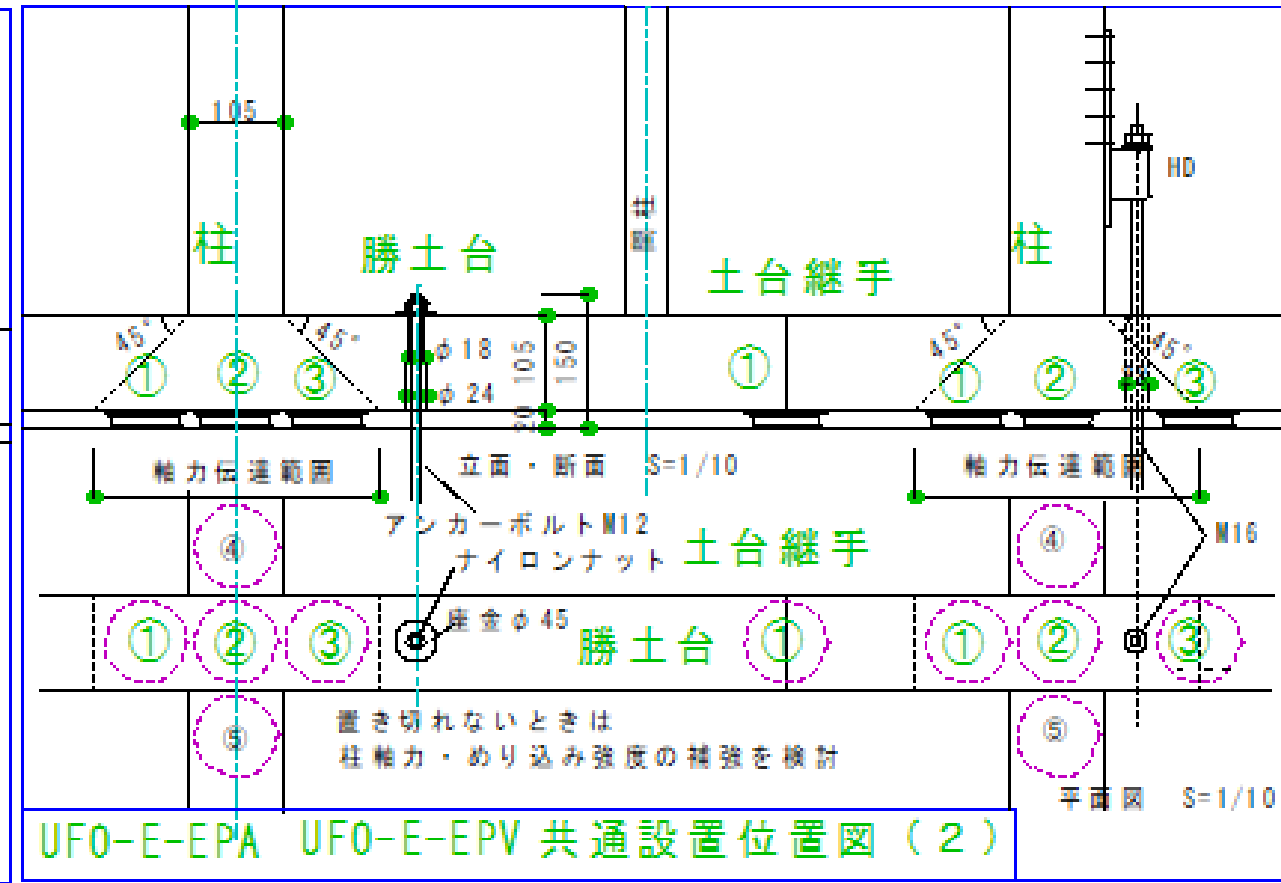 105
HD
柱
勝土台
間柱
土台継手
柱
45°
45°
φ18
φ24
20
105
150
45°
45°
①
②
③
①
①
②
③
軸力伝達範囲
立面・断面 S=1/10
軸力伝達範囲
アンカーボルトM12
ナイロンナット
土台継手
M16
④
④
①
②
③
座金φ45
勝土台
①
①
②
③
⑤
⑤
置き切れないときは
柱軸力・めり込み強度の補強を検討
平面図 S=1/10
UFO-E-EPA UFO-E-EPV 共通設置位置図(2)